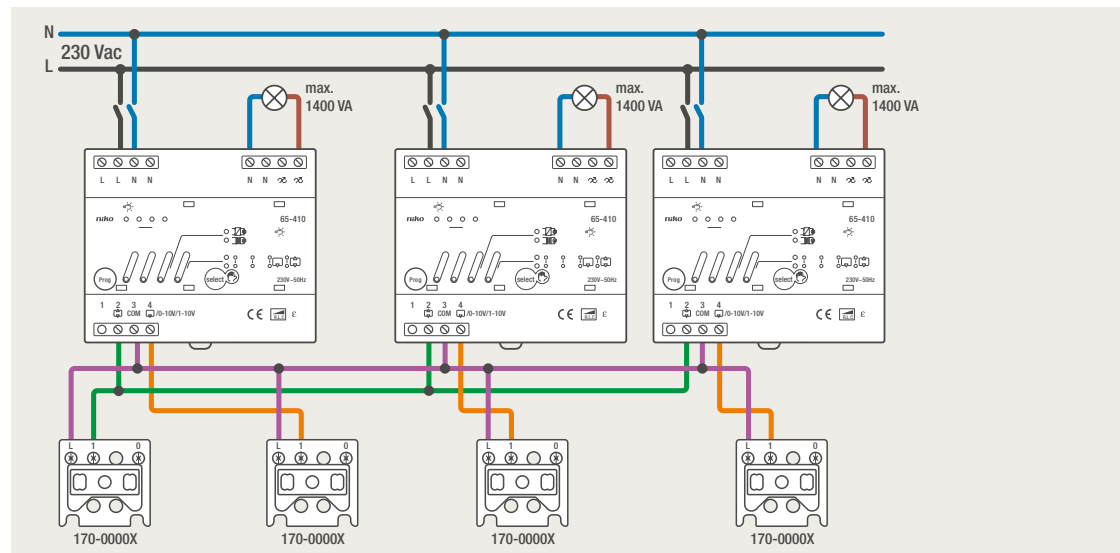 N
230 Vac
L
max.
1400 VA
max.
1400 VA
max.
1400 VA
L L N N N N
niko 65-410
Prog select 230V~50Hz
1 2 3 4
COM /0-10V/1-10V CE R,L,C ε
L L N N N N
niko 65-410
Prog select 230V~50Hz
1 2 3 4
COM /0-10V/1-10V CE R,L,C ε
L L N N N N
niko 65-410
Prog select 230V~50Hz
1 2 3 4
COM /0-10V/1-10V CE R,L,C ε
L 1 0
L 1 0
L 1 0
L 1 0
170-0000X
170-0000X
170-0000X
170-0000X